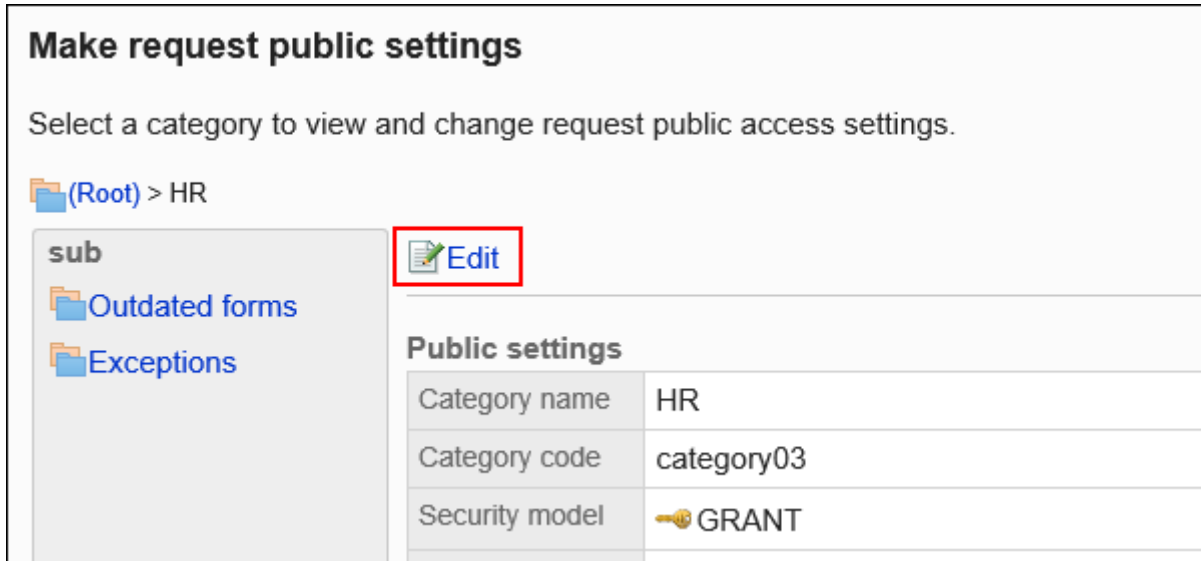 Make request public settings
Select a category to view and change request public access settings.
(Root) > HR
sub
Outdated forms
Exceptions
Edit
Public settings
Category name HR
Category code category03
Security model GRANT